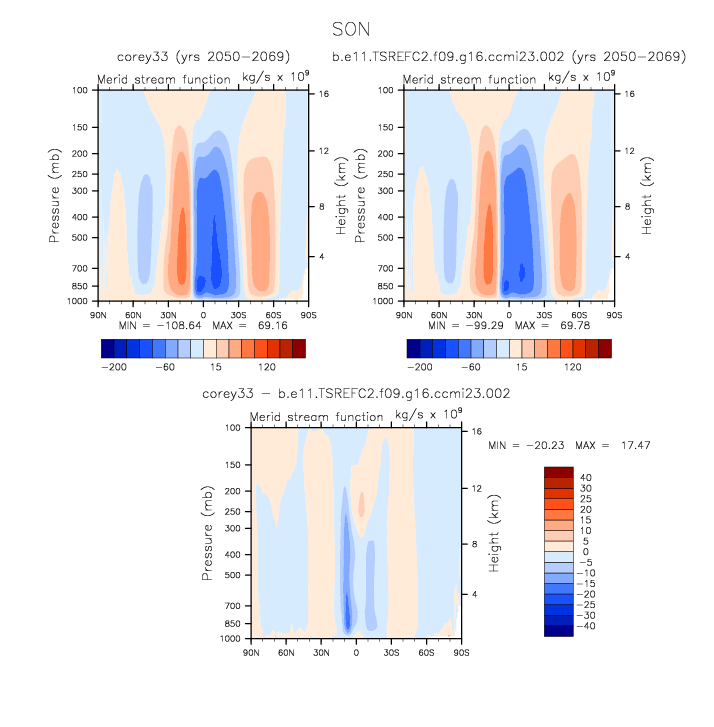 SON
corey33 (yrs 2050-2069)
b.e11.TSREFC2.f09.g16.ccmi23.002 (yrs 2050-2069)
Merid stream function kg/s x 10⁹
Merid stream function kg/s x 10⁹
Pressure (mb)
100
150
200
250
300
400
500
700
850
1000
16
12
8
4
Height (km)
90N 60N 30N 0 30S 60S 90S
MIN = -108.64 MAX = 69.16
-200 -60 15 120
Pressure (mb)
100
150
200
250
300
400
500
700
850
1000
16
12
8
4
Height (km)
90N 60N 30N 0 30S 60S 90S
MIN = -99.29 MAX = 69.78
-200 -60 15 120
corey33 - b.e11.TSREFC2.f09.g16.ccmi23.002
Merid stream function kg/s x 10⁹
Pressure (mb)
100
150
200
250
300
400
500
700
850
1000
16
12
8
4
Height (km)
90N 60N 30N 0 30S 60S 90S
MIN = -20.23 MAX = 17.47
40
30
25
20
15
10
5
0
-5
-10
-15
-20
-25
-30
-40